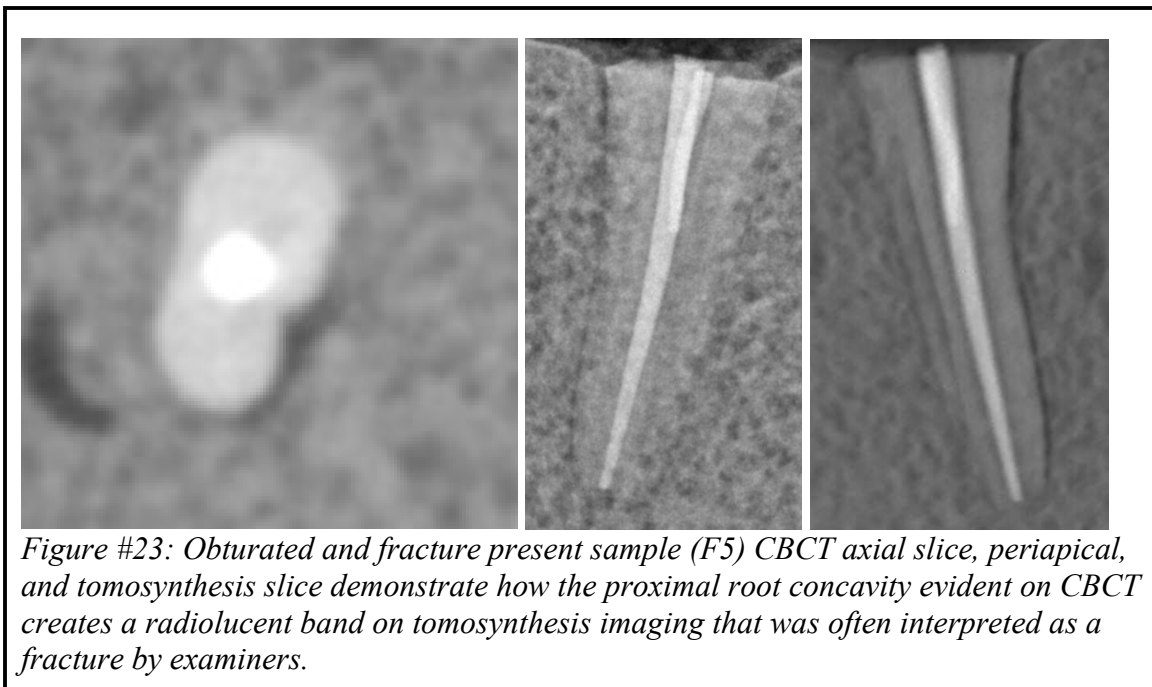 Figure #23: Obturated and fracture present sample (F5) CBCT axial slice, periapical,
and tomosynthesis slice demonstrate how the proximal root concavity evident on CBCT
creates a radiolucent band on tomosynthesis imaging that was often interpreted as a
fracture by examiners.